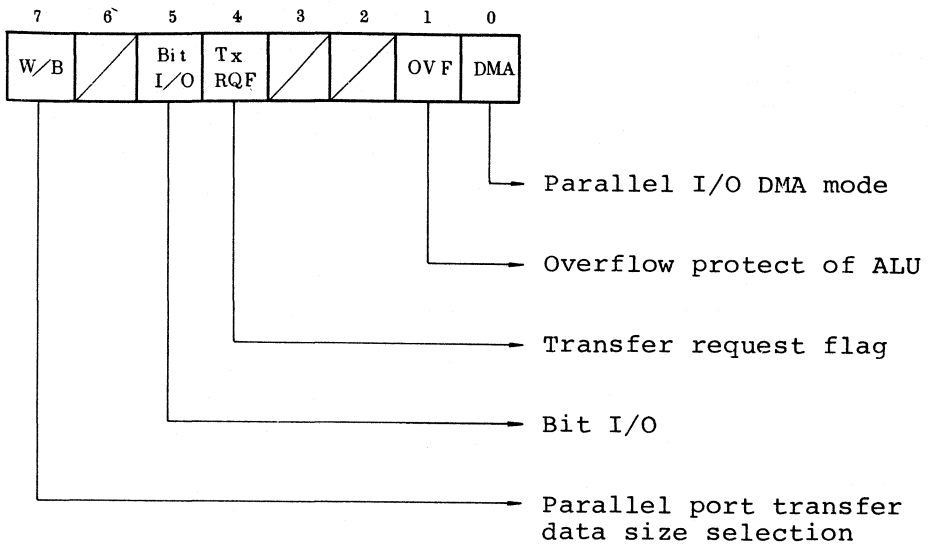 7 6 5 4 3 2 1 0
W/B Bit I/O Tx RQF OVF DMA
Parallel I/O DMA mode
Overflow protect of ALU
Transfer request flag
Bit I/O
Parallel port transfer
data size selection